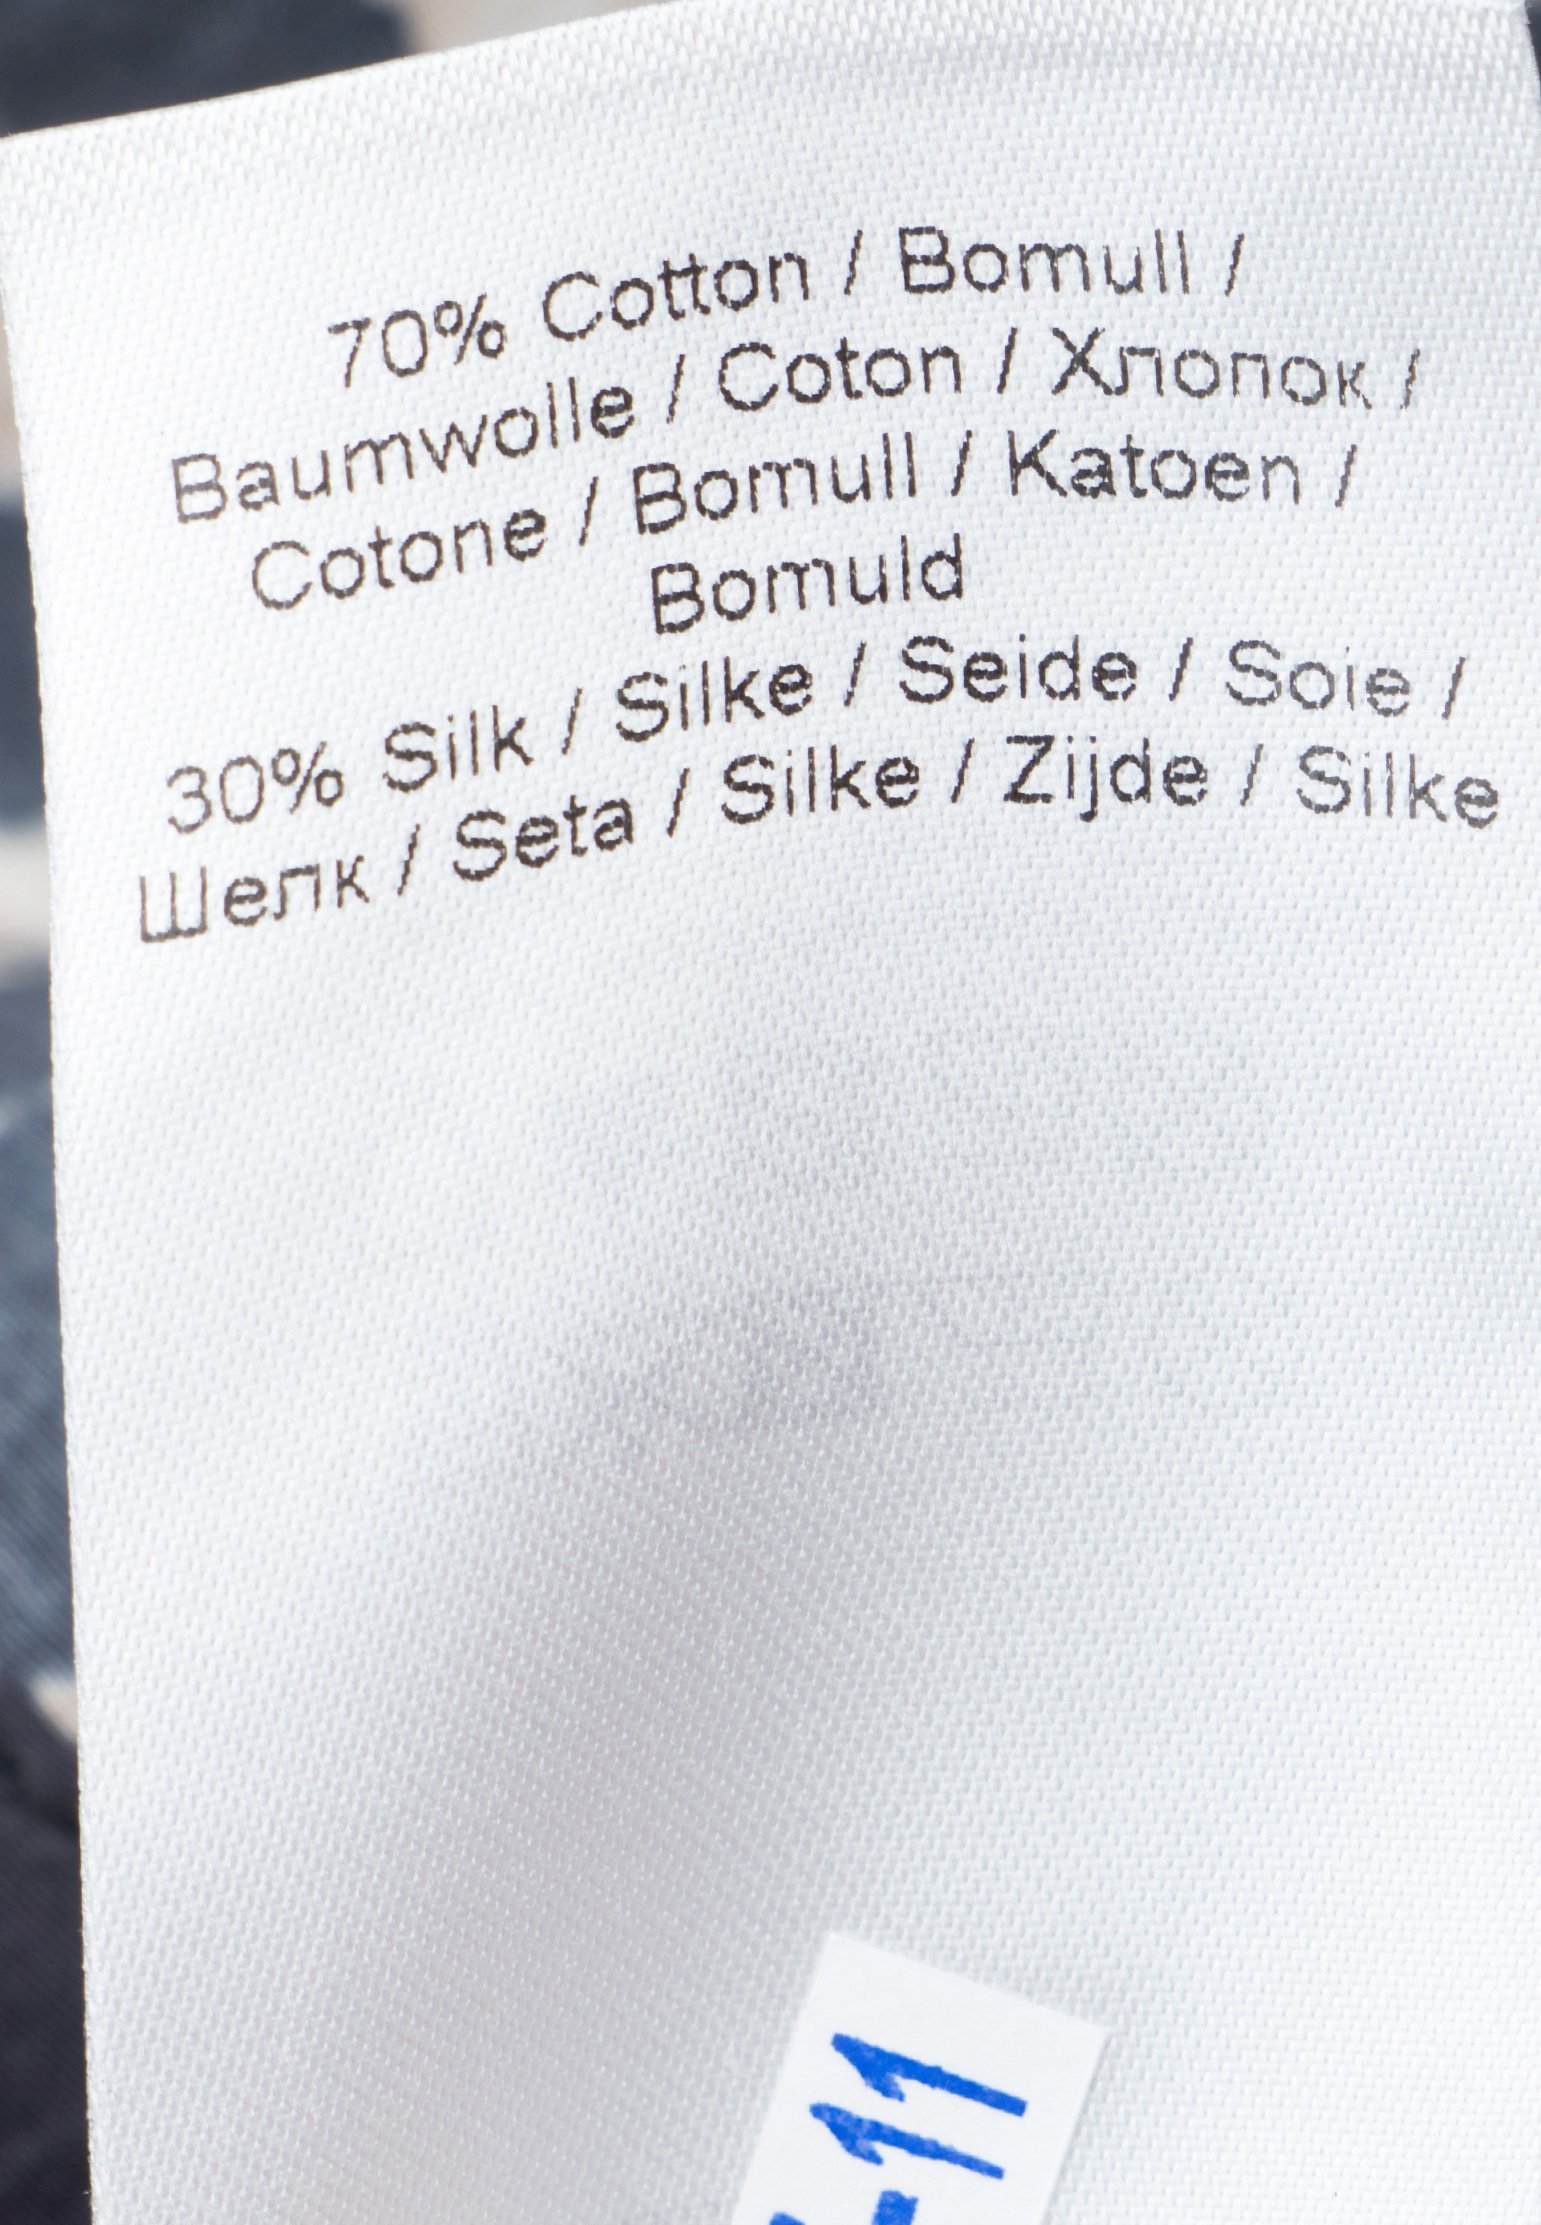 70% Cotton / Bomull /
Baumwolle / Coton / Хлопок /
Cotone / Bomull / Katoen /
Bomuld
30% Silk / Silke / Seide / Soie /
Шелк / Seta / Silke / Zijde / Silke
-11